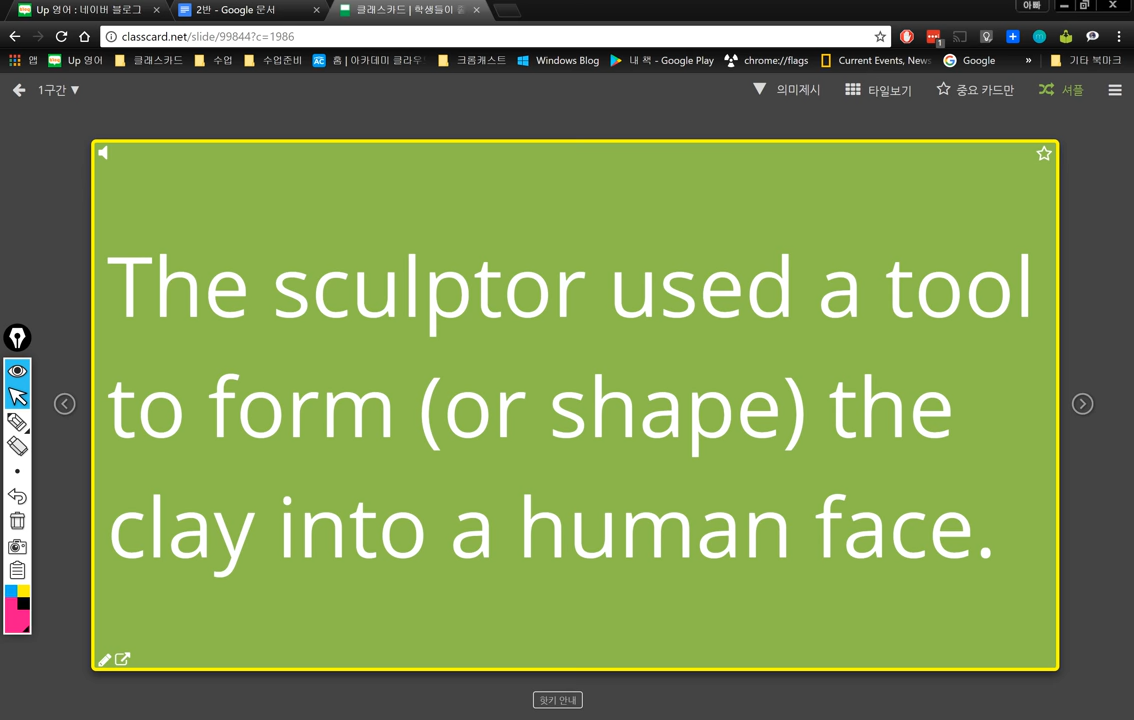 Up 영어 : 네이버 블로그
2반 - Google 문서
클래스카드 | 학생들이
아빠
classcard.net/slide/99844?c=1986
1
앱
Up 영어
클래스카드
수업
수업준비
홈 | 아카데미 클라우
크롬캐스트
Windows Blog
내 책 - Google Play
chrome://flags
Current Events, News
Google
»
기타 북마크
1구간 ▼
의미제시
타일보기
중요 카드만
셔플
The sculptor used a tool
to form (or shape) the
clay into a human face.
핫키 안내